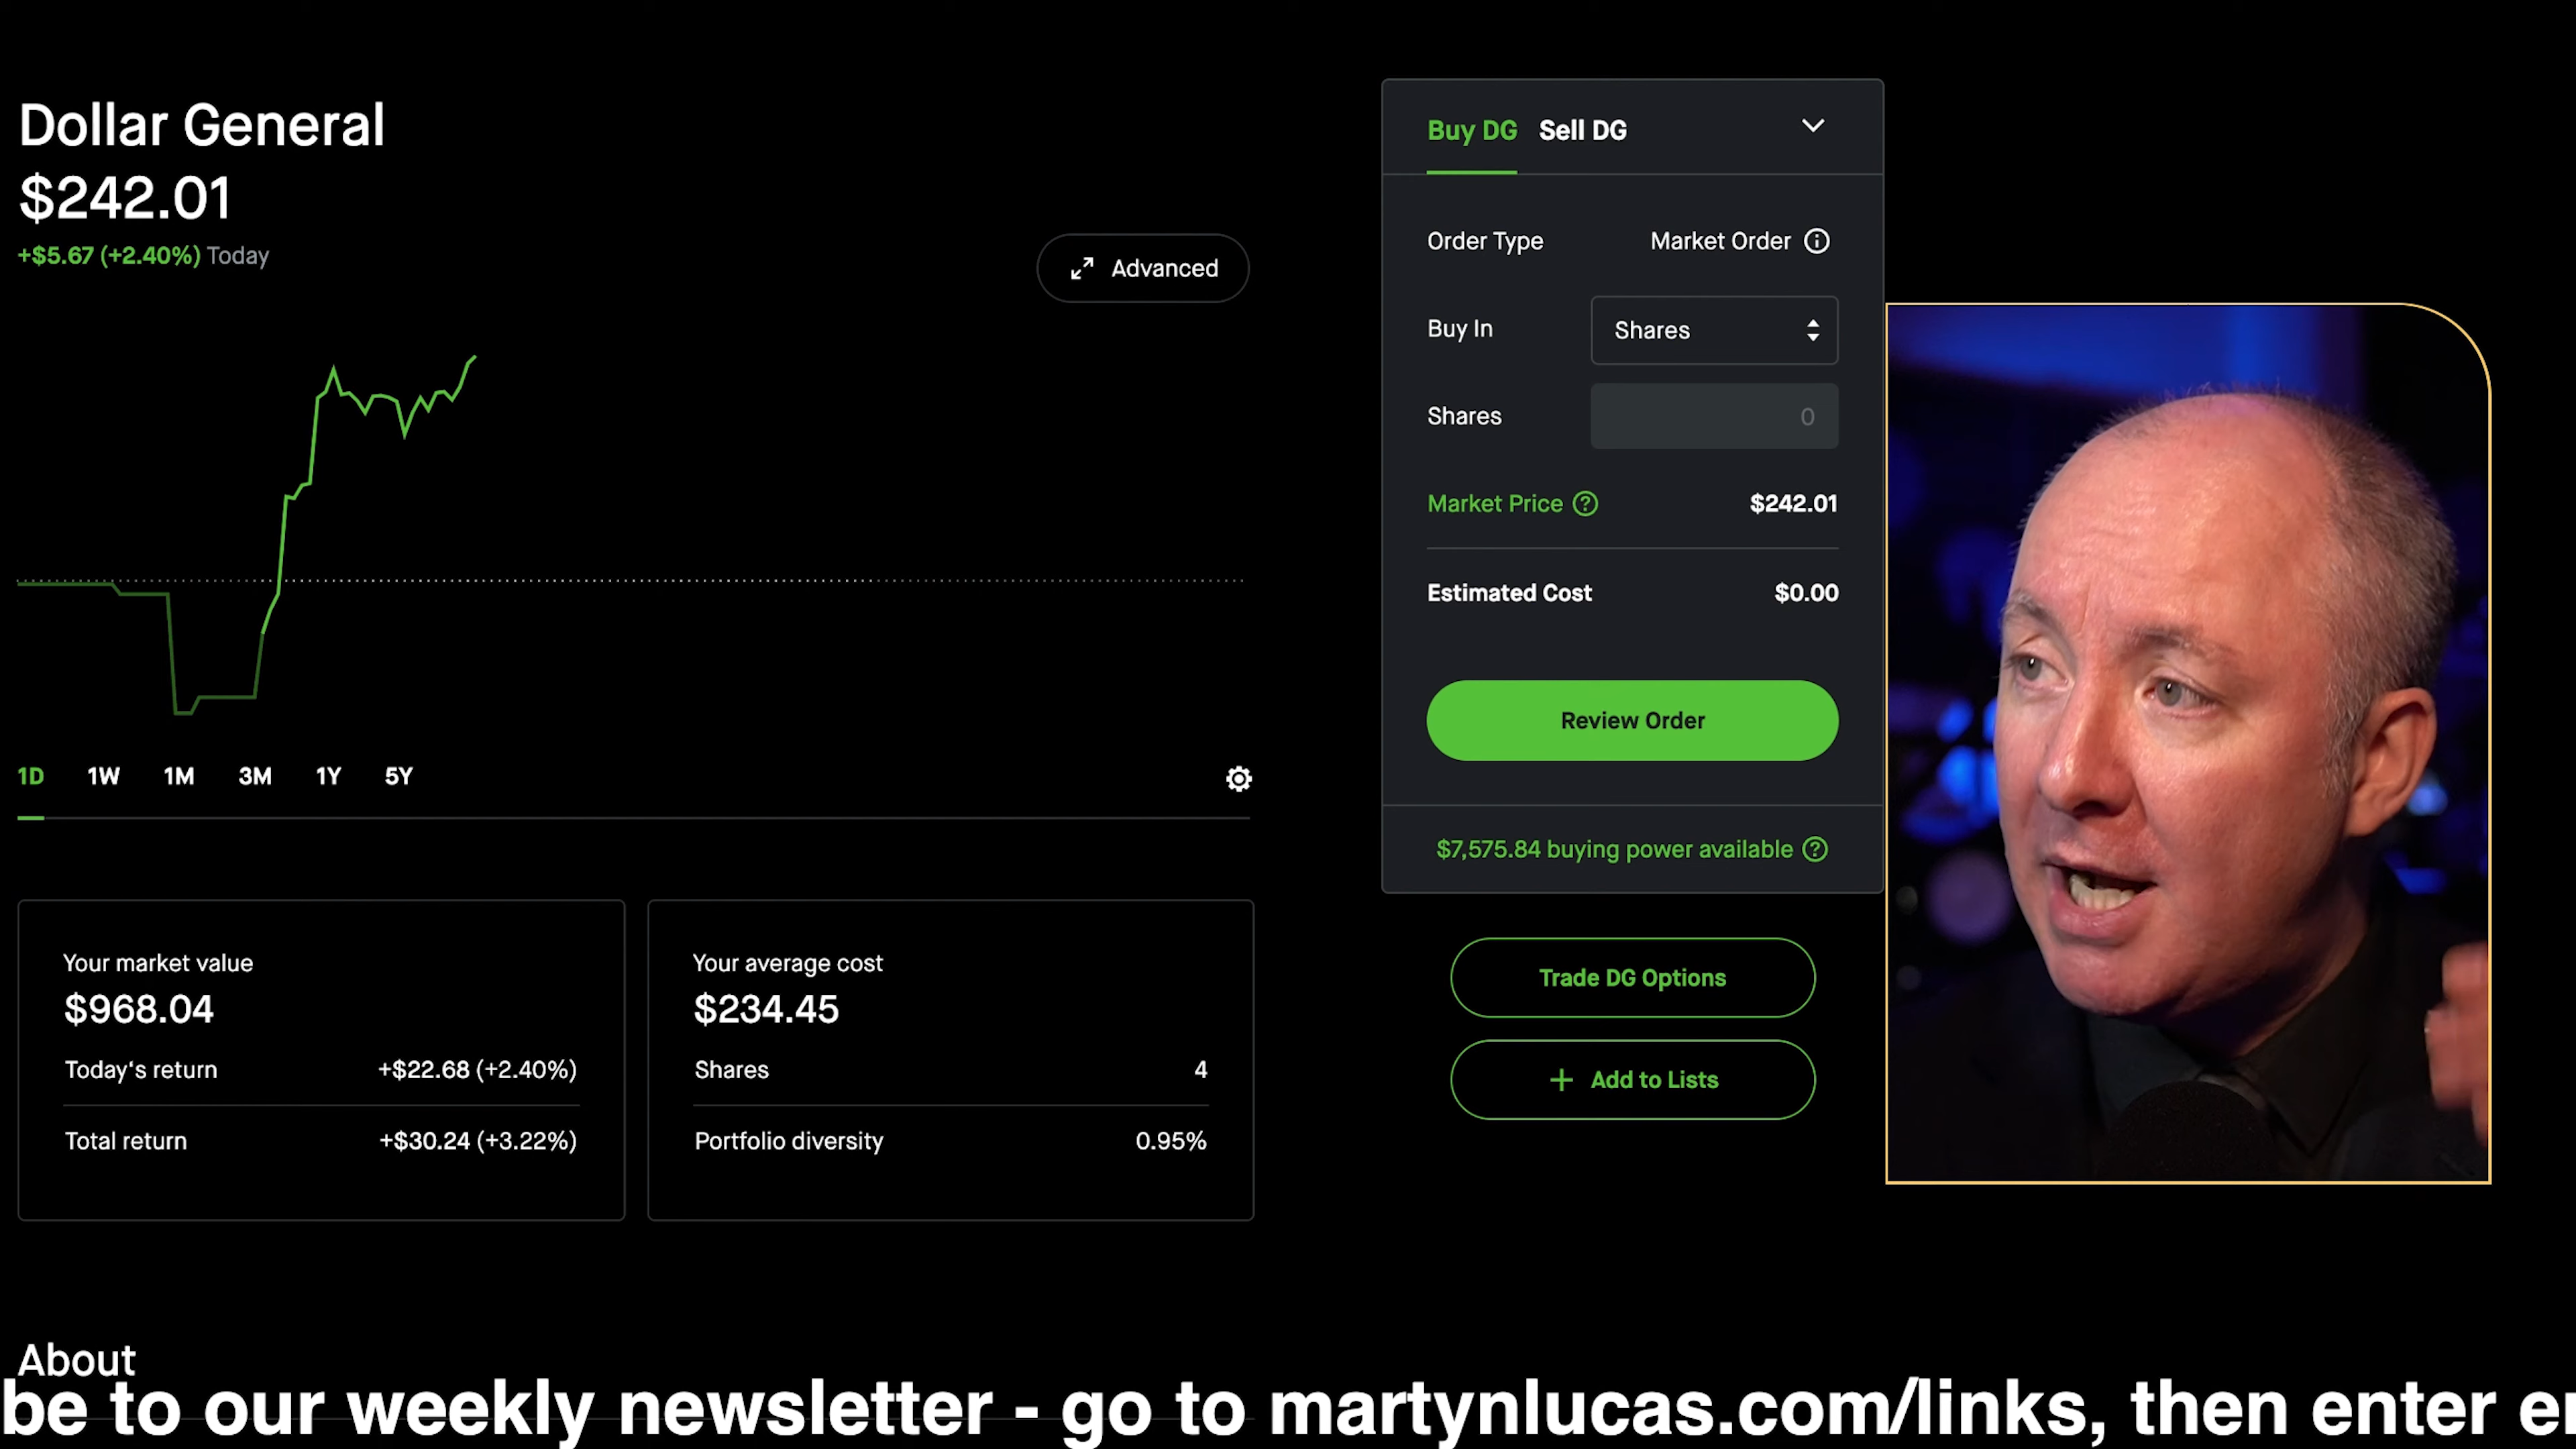 Dollar General
$242.01
+$5.67 (+2.40%) Today
Advanced
1D 1W 1M 3M 1Y 5Y
Your market value
$968.04
Today's return +$22.68 (+2.40%)
Total return +$30.24 (+3.22%)
Your average cost
$234.45
Shares 4
Portfolio diversity 0.95%
About
Buy DG Sell DG
Order Type Market Order
Buy In Shares
Shares 0
Market Price $242.01
Estimated Cost $0.00
Review Order
$7,575.84 buying power available
Trade DG Options
+ Add to Lists
be to our weekly newsletter - go to martynlucas.com/links, then enter